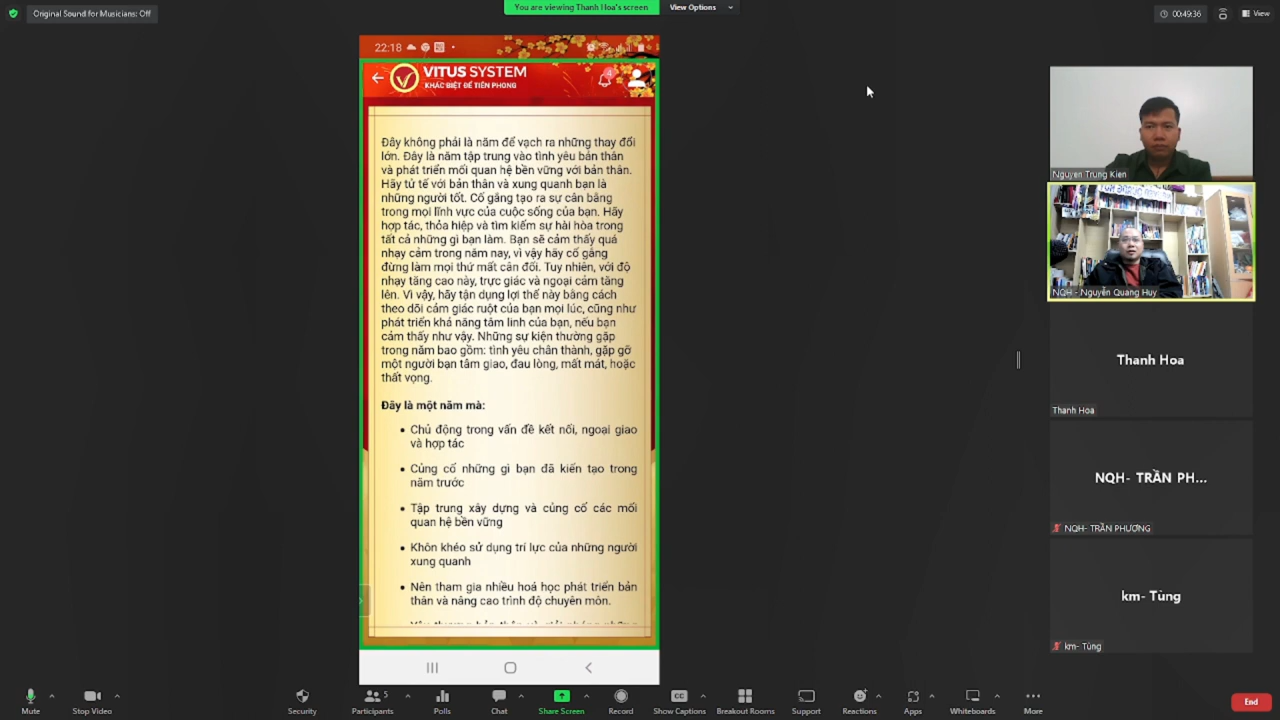 Original Sound for Musicians: Off
You are viewing Thanh Hoa's screen
View Options
00:49:36
View
22:18
VITUS SYSTEM
KHÁC BIỆT ĐỂ TIÊN PHONG
4
Đây không phải là năm để vạch ra những thay đổi
lớn. Đây là năm tập trung vào tình yêu bản thân
và phát triển mối quan hệ bền vững với bản thân.
Hãy tử tế với bản thân và xung quanh bạn là
những người tốt. Cố gắng tạo ra sự cân bằng
trong mọi lĩnh vực của cuộc sống của bạn. Hãy
hợp tác, thỏa hiệp và tìm kiếm sự hài hòa trong
tất cả những gì bạn làm. Bạn sẽ cảm thấy quá
nhạy cảm trong năm nay, vì vậy hãy cố gắng
đừng làm mọi thứ mất cân đối. Tuy nhiên, với độ
nhạy tăng cao này, trực giác và ngoại cảm tăng
lên. Vì vậy, hãy tận dụng lợi thế này bằng cách
theo dõi cảm giác ruột của bạn mọi lúc, cũng như
phát triển khả năng tâm linh của bạn, nếu bạn
cảm thấy như vậy. Những sự kiện thường gặp
trong năm bao gồm: tình yêu chân thành, gặp gỡ
một người bạn tâm giao, đau lòng, mất mát, hoặc
thất vọng.
Đây là một năm mà:
• Chủ động trong vấn đề kết nối, ngoại giao
và hợp tác
• Củng cố những gì bạn đã kiến tạo trong
năm trước
• Tập trung xây dựng và củng cố các mối
quan hệ bền vững
• Khôn khéo sử dụng trí lực của những người
xung quanh
• Nên tham gia nhiều hoá học phát triển bản
thân và nâng cao trình độ chuyên môn.
Nguyen Trung Kien
NQH - Nguyễn Quang Huy
Thanh Hoa
Thanh Hoa
NQH- TRẦN PH...
NQH- TRẦN PHƯƠNG
km- Tùng
km- Tùng
Mute
Stop Video
Security
Participants
5
Polls
Chat
Share Screen
Record
CC
Show Captions
Breakout Rooms
Support
Reactions
Apps
Whiteboards
More
End